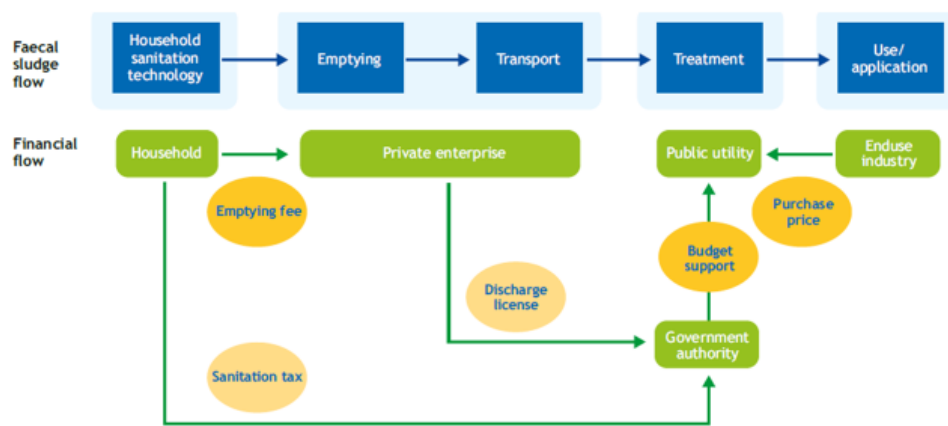 Faecal
sludge
flow
Household
sanitation
technology
Emptying
Transport
Treatment
Use/
application
Financial
flow
Household
Private enterprise
Public utility
Enduse
industry
Emptying fee
Purchase
price
Budget
support
Discharge
license
Government
authority
Sanitation tax